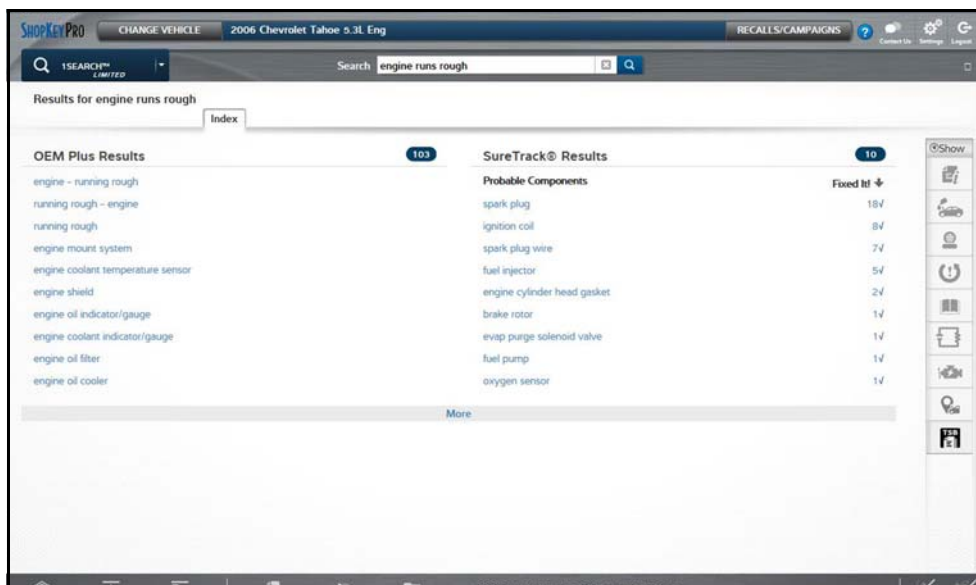 SHOPKEYPRO CHANGE VEHICLE 2006 Chevrolet Tahoe 5.3L Eng RECALLS/CAMPAIGNS ? Contact Us Settings Logout
1SEARCH™ LIMITED Search engine runs rough
Results for engine runs rough
Index
OEM Plus Results 103
engine - running rough
running rough - engine
running rough
engine mount system
engine coolant temperature sensor
engine shield
engine oil indicator/gauge
engine coolant indicator/gauge
engine oil filter
engine oil cooler
SureTrack® Results 10
Probable Components Fixed It!
spark plug 18√
ignition coil 8√
spark plug wire 7√
fuel injector 5√
engine cylinder head gasket 2√
brake rotor 1√
evap purge solenoid valve 1√
fuel pump 1√
oxygen sensor 1√
More
Show
TSB